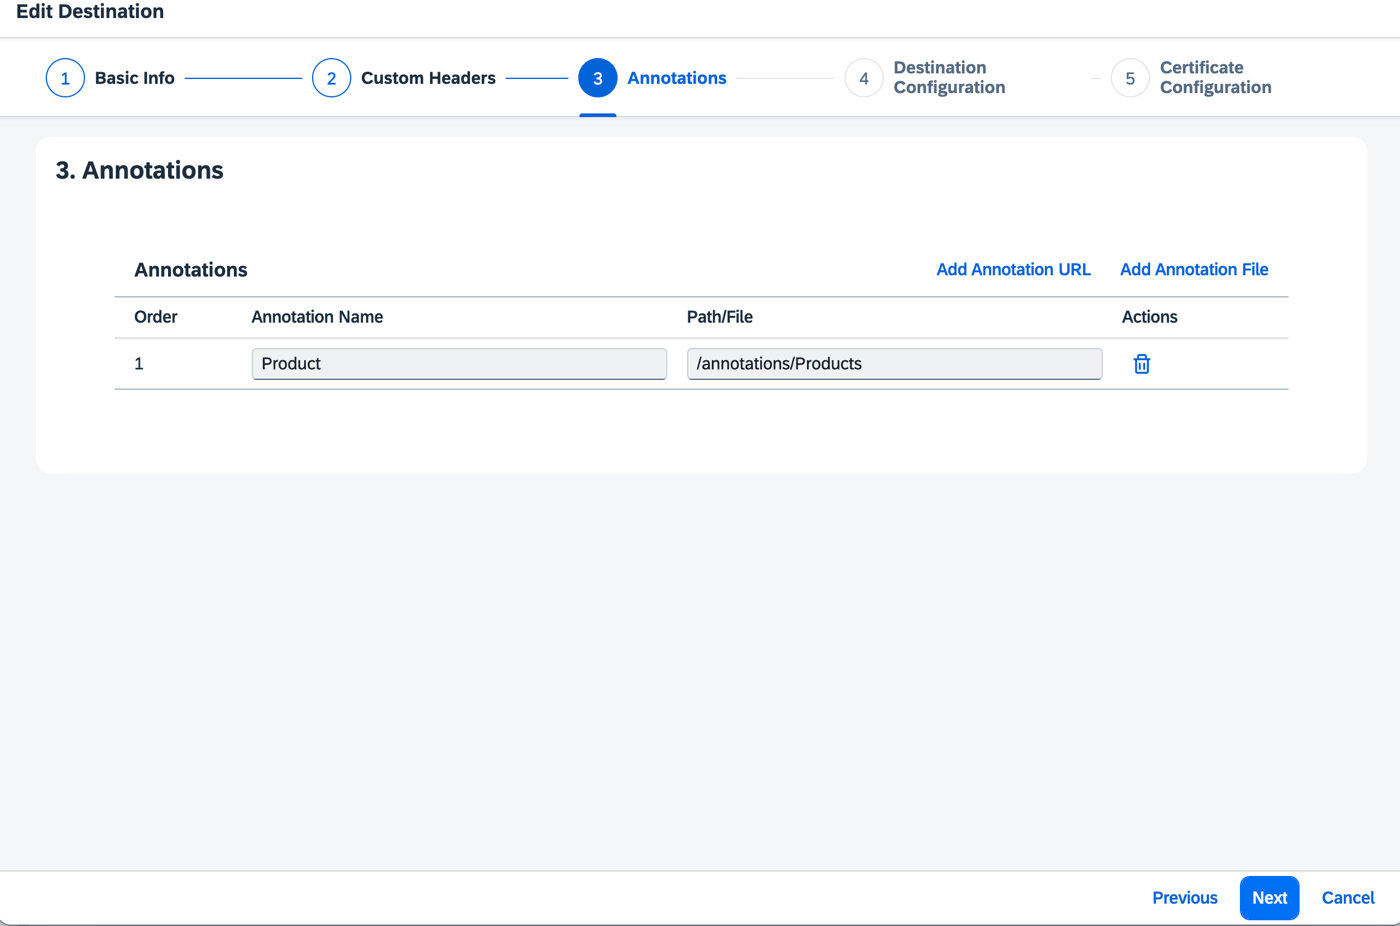 Edit Destination
1 Basic Info 2 Custom Headers 3 Annotations 4 Destination Configuration 5 Certificate Configuration
3. Annotations
Annotations Add Annotation URL Add Annotation File
Order Annotation Name Path/File Actions
1 Product /annotations/Products
Previous Next Cancel